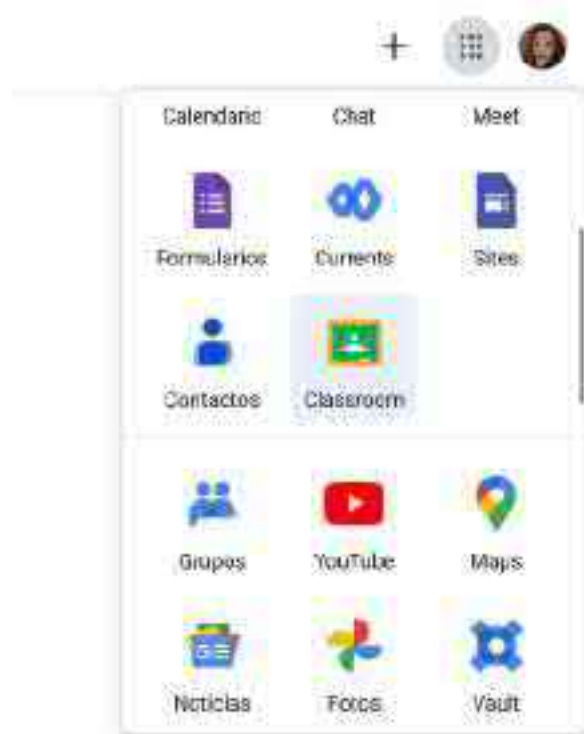 Calendario Chat Meet
Formularios Currents Sites
Contactos Classroom
Grupos YouTube Maps
Noticias Fotos Vault